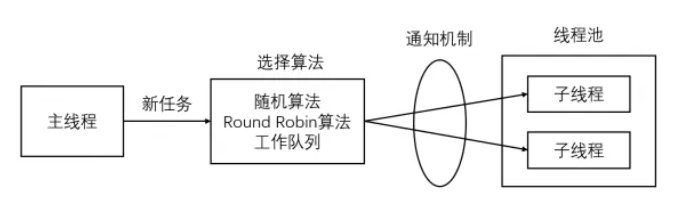 通知机制
线程池
选择算法
主线程
新任务
随机算法
Round Robin算法
工作队列
子线程
子线程